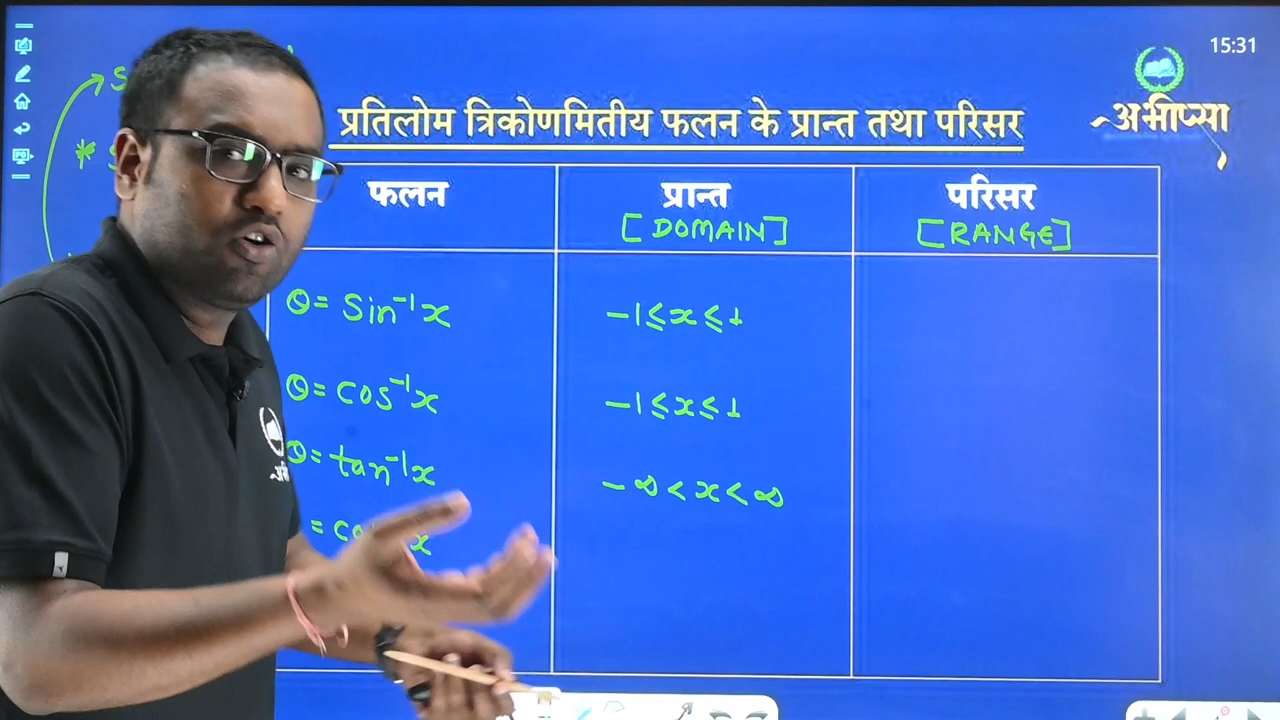 15:31
अभीप्सा
प्रतिलोम त्रिकोणमितीय फलन के प्रान्त तथा परिसर
फलन प्रान्त परिसर
[DOMAIN] [RANGE]
θ= Sin⁻¹x -1≤x≤1
θ= cos⁻¹x -1≤x≤1
θ= tan⁻¹x -∞<x<∞
= co x